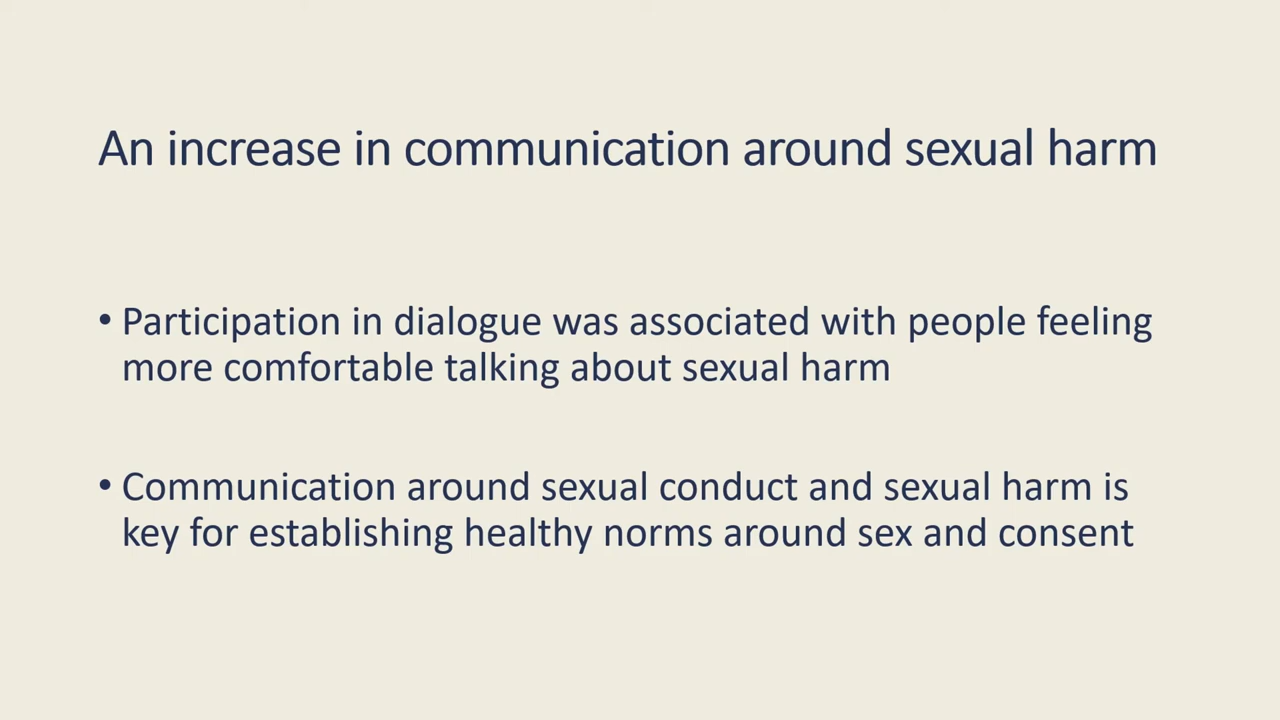 An increase in communication around sexual harm
• Participation in dialogue was associated with people feeling
more comfortable talking about sexual harm
• Communication around sexual conduct and sexual harm is
key for establishing healthy norms around sex and consent